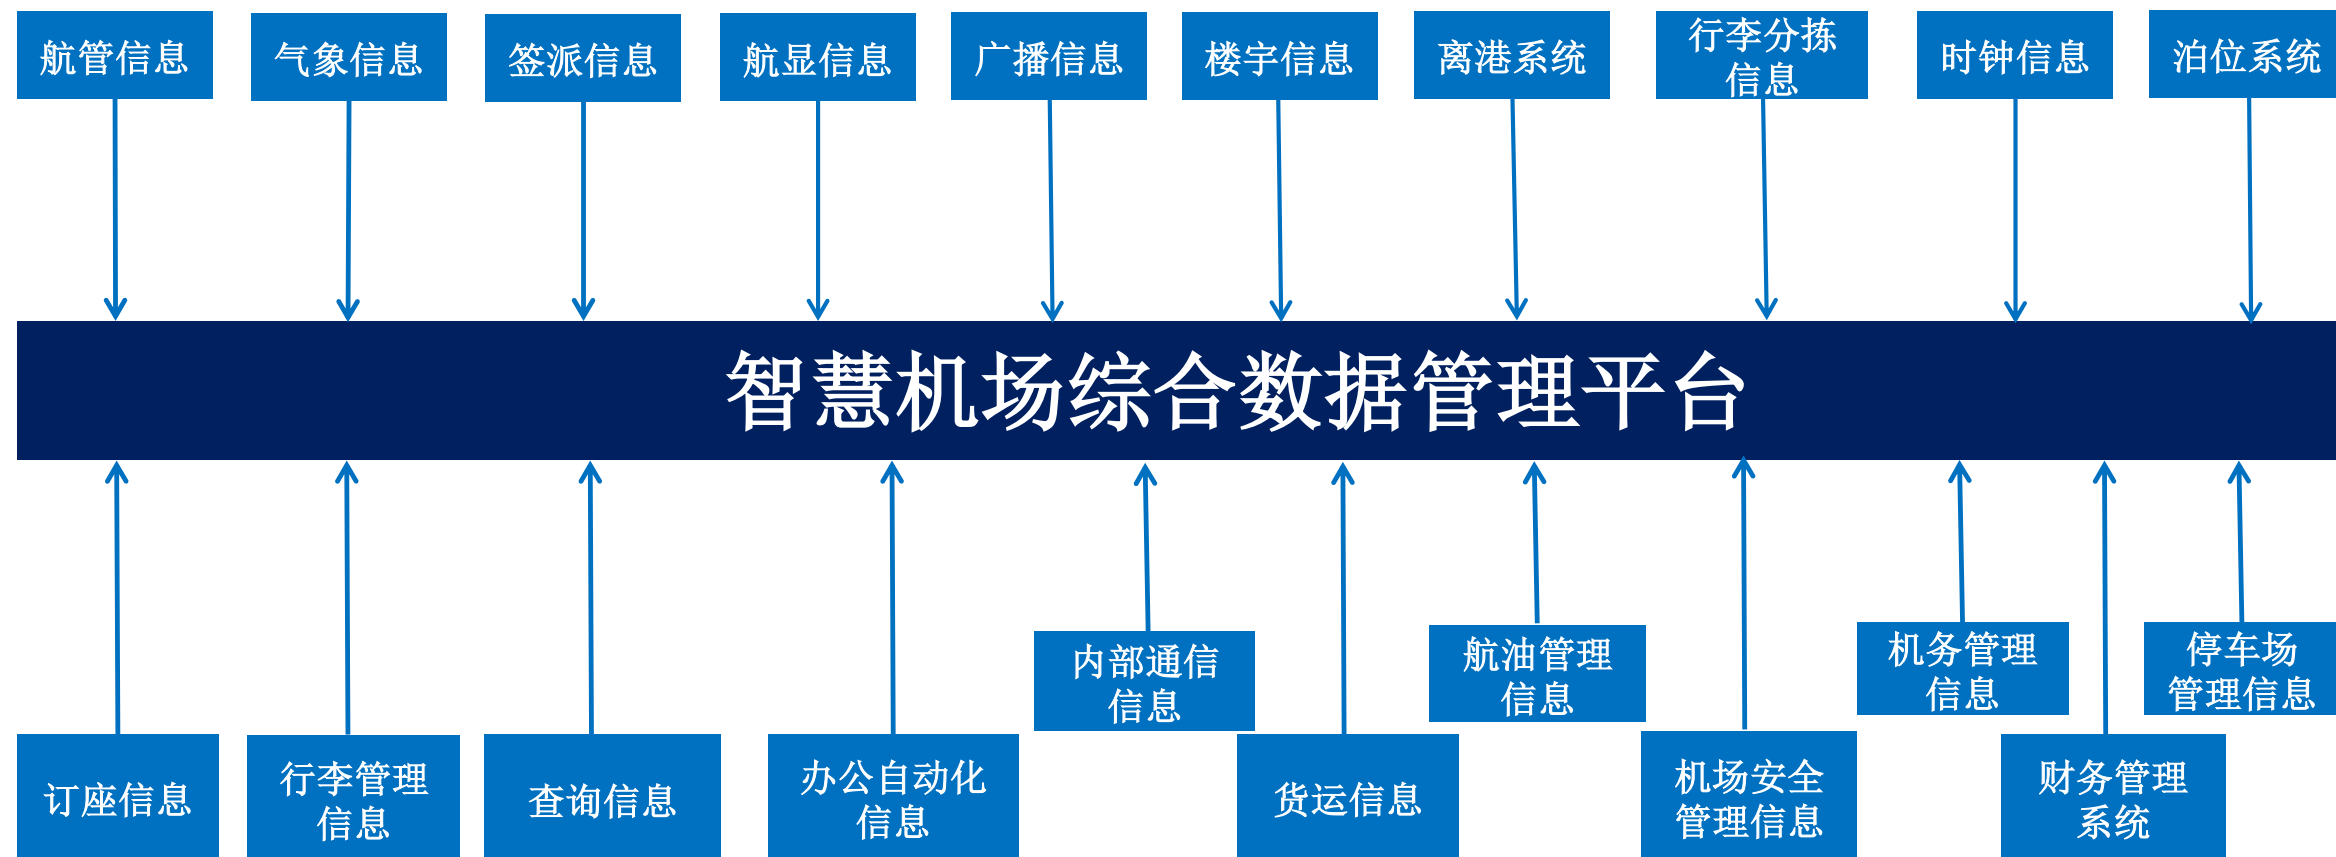 航管信息
气象信息
签派信息
航显信息
广播信息
楼宇信息
离港系统
行李分拣
信息
时钟信息
泊位系统
智慧机场综合数据管理平台
订座信息
行李管理
信息
查询信息
办公自动化
信息
内部通信
信息
货运信息
航油管理
信息
机场安全
管理信息
机务管理
信息
财务管理
系统
停车场
管理信息